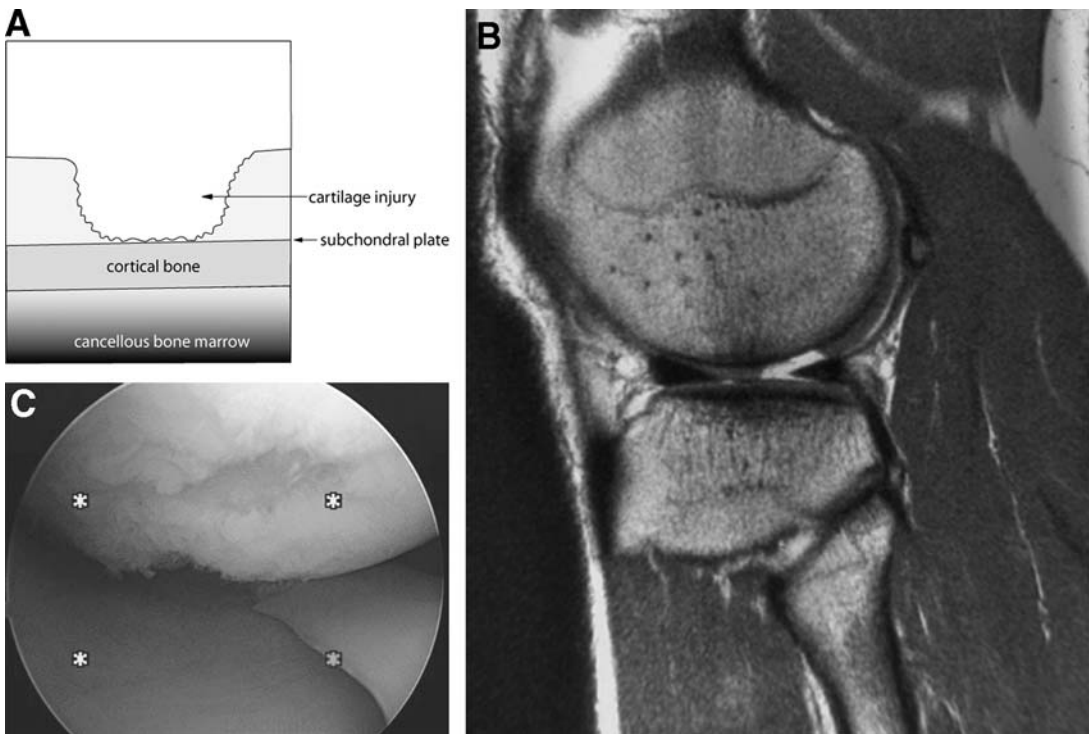 A
cartilage injury
subchondral plate
cortical bone
cancellous bone marrow
B
C